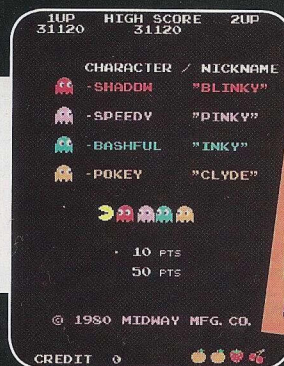 1UP HIGH SCORE 2UP
31120 31120
CHARACTER / NICKNAME
-SHADOW "BLINKY"
-SPEEDY "PINKY"
-BASHFUL "INKY"
-POKEY "CLYDE"
· 10 PTS
50 PTS
© 1980 MIDWAY MFG. CO.
CREDIT 0